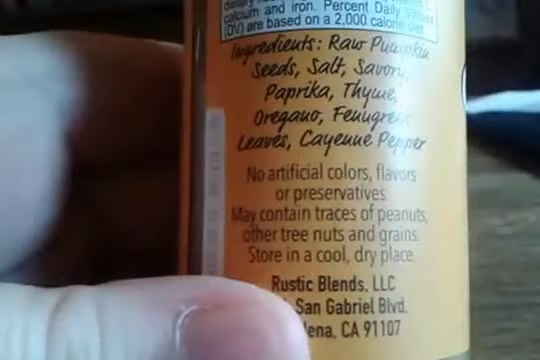 calcium and iron. Percent Daily Values
(DV) are based on a 2,000 calorie diet.
Ingredients: Raw Pumpkin
Seeds, Salt, Savory,
Paprika, Thyme,
Oregano, Fenugreek
Leaves, Cayenne Pepper
No artificial colors, flavors
or preservatives.
May contain traces of peanuts,
other tree nuts and grains.
Store in a cool, dry place.
Rustic Blends, LLC
San Gabriel Blvd,
lena, CA 91107